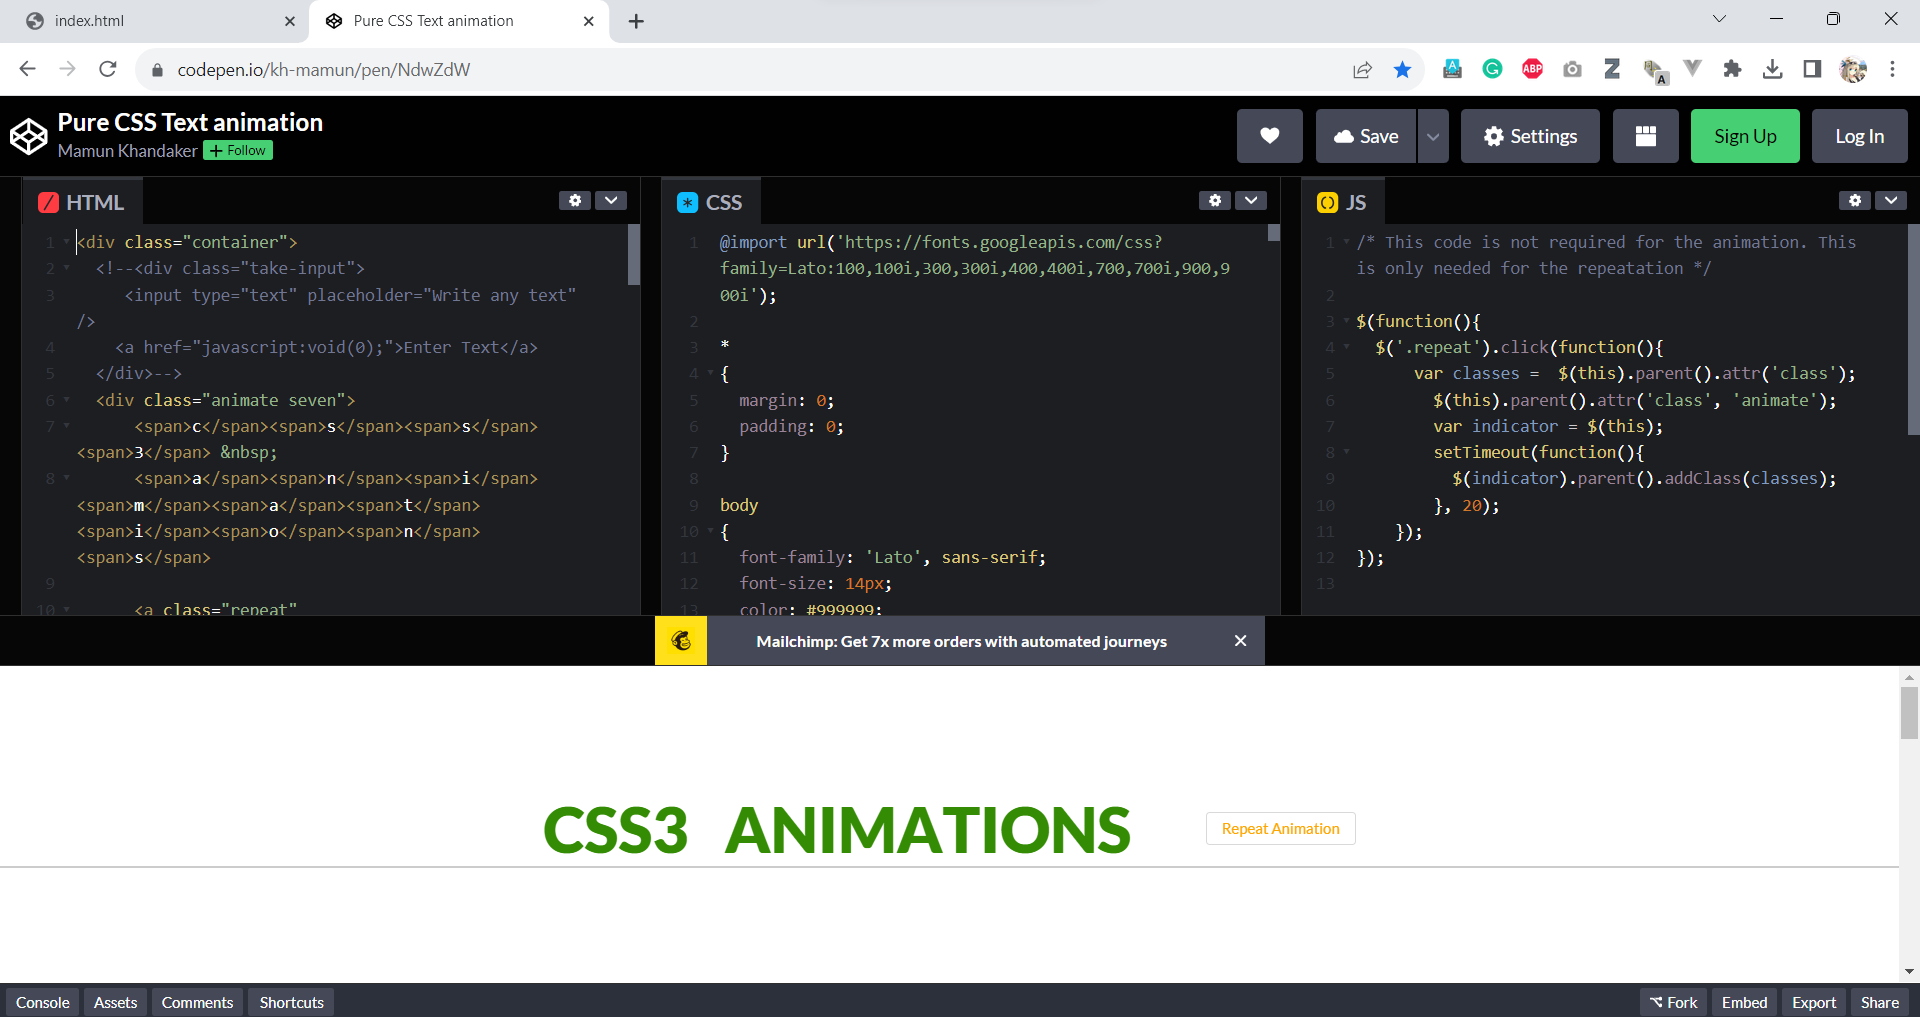 index.html
Pure CSS Text animation
codepen.io/kh-mamun/pen/NdwZdW
A
ABP
A
Pure CSS Text animation
Mamun Khandaker
+ Follow
Save
Settings
Sign Up
Log In
HTML
1 <div class="container">
2 <!--<div class="take-input">
3 <input type="text" placeholder="Write any text"
/>
4 <a href="javascript:void(0);">Enter Text</a>
5 </div>-->
6 <div class="animate seven">
7 <span>c</span><span>s</span><span>s</span>
<span>3</span> &nbsp;
8 <span>a</span><span>n</span><span>i</span>
<span>m</span><span>a</span><span>t</span>
<span>i</span><span>o</span><span>n</span>
<span>s</span>
9
10 <a class="repeat"
CSS
1 @import url('https://fonts.googleapis.com/css?
family=Lato:100,100i,300,300i,400,400i,700,700i,900,9
00i');
2
3 *
4 {
5 margin: 0;
6 padding: 0;
7 }
8
9 body
10 {
11 font-family: 'Lato', sans-serif;
12 font-size: 14px;
13 color: #999999;
JS
1 /* This code is not required for the animation. This
is only needed for the repeatation */
2
3 $(function(){
4 $('.repeat').click(function(){
5 var classes = $(this).parent().attr('class');
6 $(this).parent().attr('class', 'animate');
7 var indicator = $(this);
8 setTimeout(function(){
9 $(indicator).parent().addClass(classes);
10 }, 20);
11 });
12 });
13
Mailchimp: Get 7x more orders with automated journeys
CSS3 ANIMATIONS
Repeat Animation
Console
Assets
Comments
Shortcuts
Fork
Embed
Export
Share